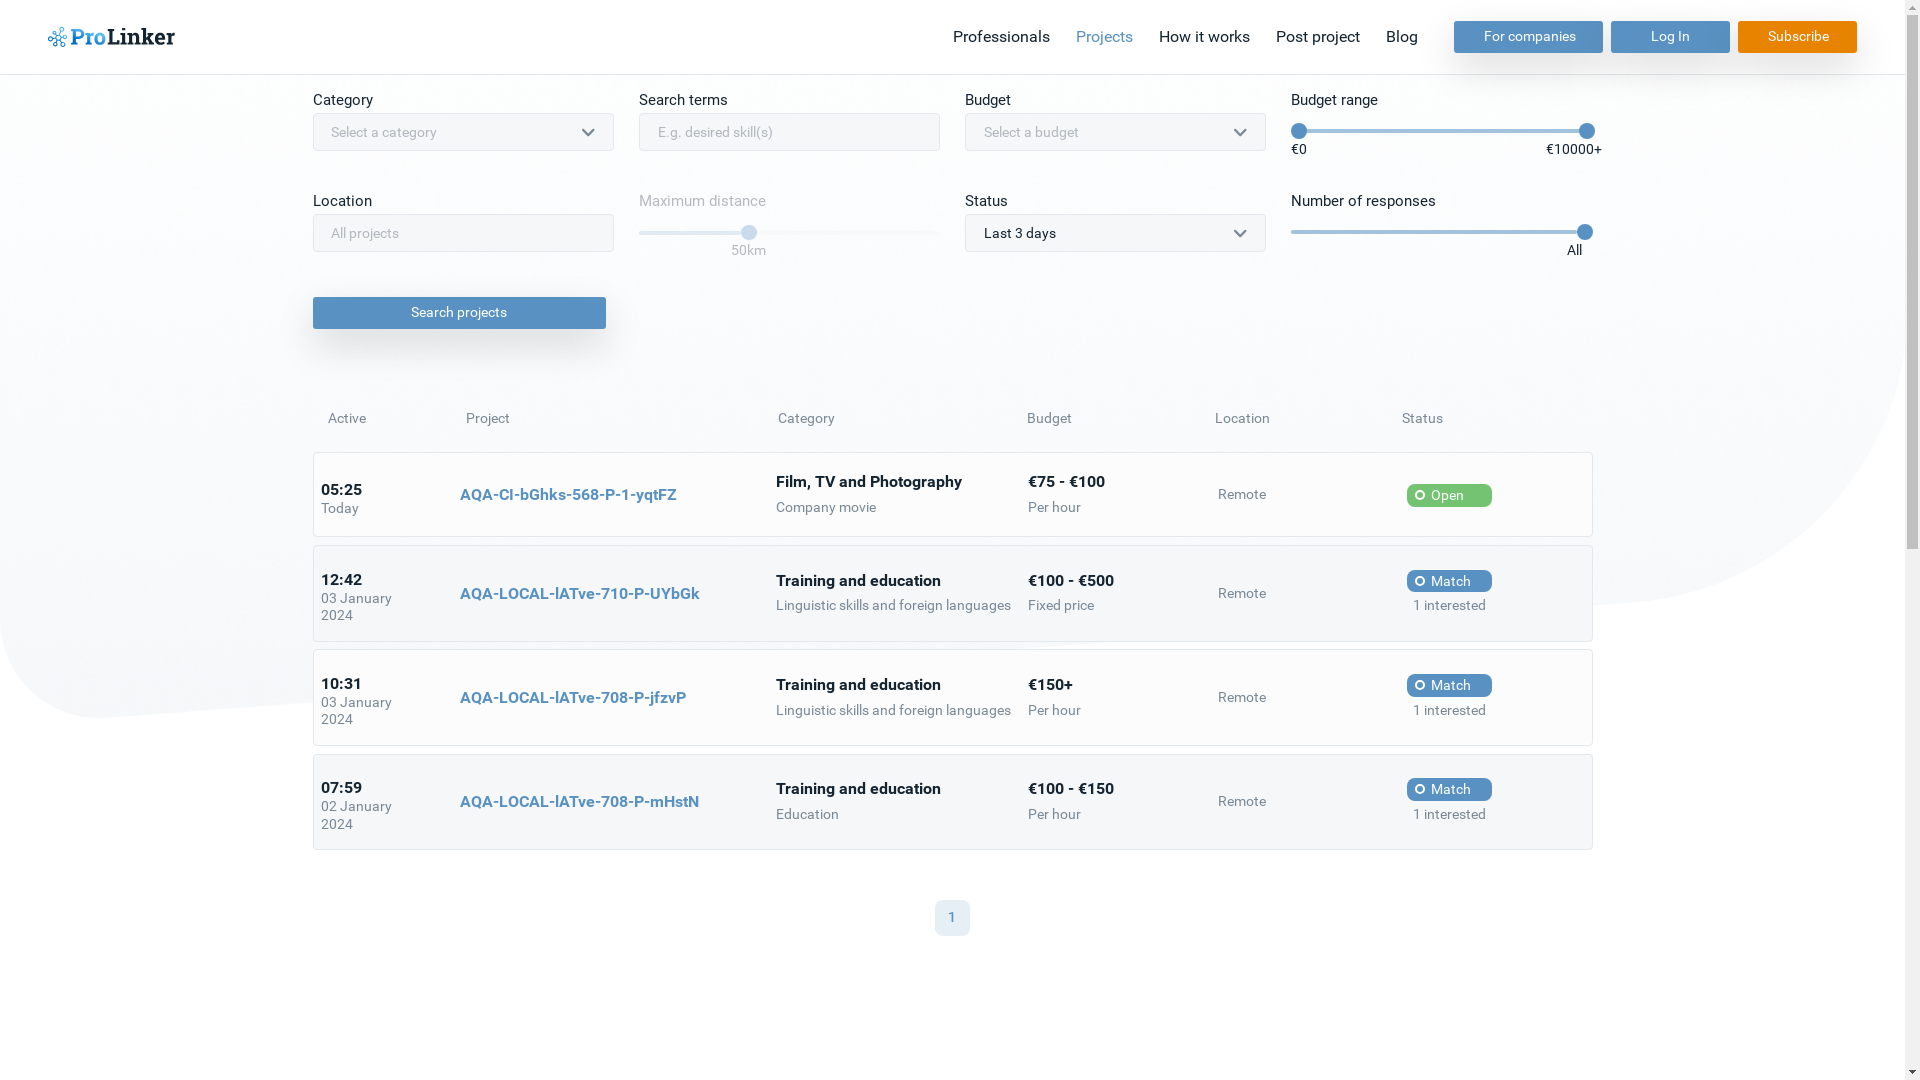 ProLinker
Professionals
Projects
How it works
Post project
Blog
For companies
Log In
Subscribe
Category
Search terms
Budget
Budget range
Select a category
E.g. desired skill(s)
Select a budget
€0
€10000+
Location
Maximum distance
Status
Number of responses
All projects
50km
Last 3 days
All
Search projects
Active
Project
Category
Budget
Location
Status
05:25
Today
AQA-CI-bGhks-568-P-1-yqtFZ
Film, TV and Photography
Company movie
€75 - €100
Per hour
Remote
Open
12:42
03 January
2024
AQA-LOCAL-lATve-710-P-UYbGk
Training and education
Linguistic skills and foreign languages
€100 - €500
Fixed price
Remote
Match
1 interested
10:31
03 January
2024
AQA-LOCAL-lATve-708-P-jfzvP
Training and education
Linguistic skills and foreign languages
€150+
Per hour
Remote
Match
1 interested
07:59
02 January
2024
AQA-LOCAL-lATve-708-P-mHstN
Training and education
Education
€100 - €150
Per hour
Remote
Match
1 interested
1